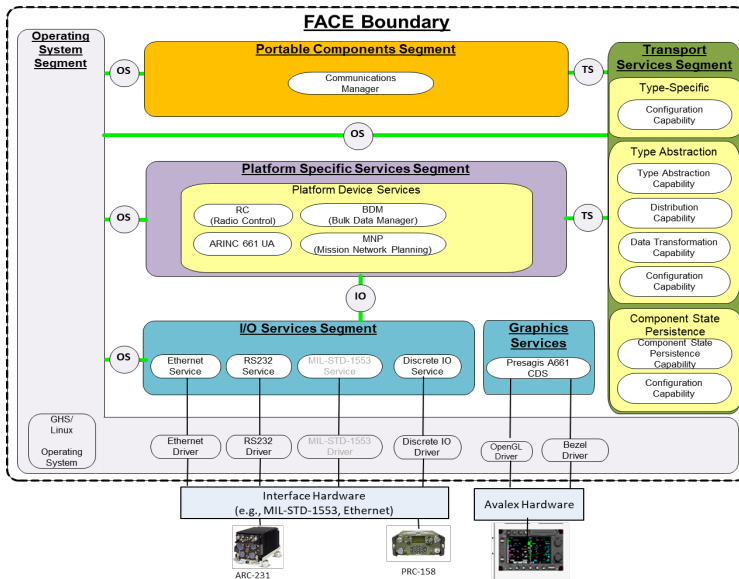 FACE Boundary
Operating
System
Segment
Portable Components Segment
Communications
Manager
Transport
Services Segment
OS
TS
Type-Specific
Configuration
Capability
OS
Type Abstraction
Type Abstraction
Capability
Distribution
Capability
Data Transformation
Capability
Configuration
Capability
Platform Specific Services Segment
Platform Device Services
RC
(Radio Control)
BDM
(Bulk Data Manager)
ARINC 661 UA
MNP
(Mission Network Planning)
OS
TS
IO
Component State
Persistence
Component State
Persistence
Capability
Configuration
Capability
I/O Services Segment
OS
Ethernet
Service
RS232
Service
MIL-STD-1553
Service
Discrete IO
Service
Graphics
Services
Presagis A661
CDS
GHS/
Linux
Operating
System
Ethernet
Driver
RS232
Driver
MIL-STD-1553
Driver
Discrete IO
Driver
OpenGL
Driver
Bezel
Driver
Interface Hardware
(e.g., MIL-STD-1553, Ethernet)
Avalex Hardware
ARC-231
PRC-158